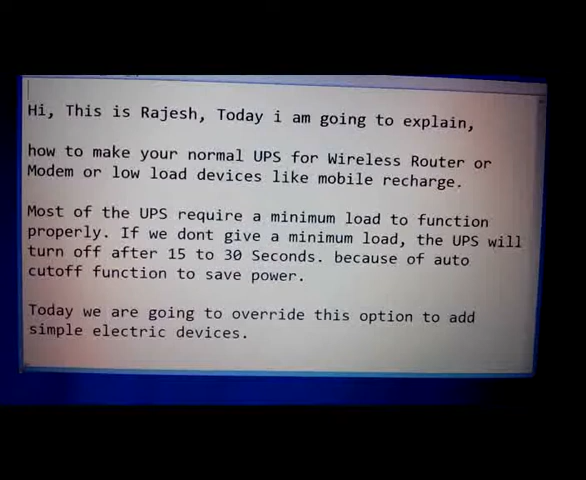 Hi, This is Rajesh, Today i am going to explain,
how to make your normal UPS for Wireless Router or
Modem or low load devices like mobile recharge.
Most of the UPS require a minimum load to function
properly. If we dont give a minimum load, the UPS will
turn off after 15 to 30 Seconds. because of auto
cutoff function to save power.
Today we are going to override this option to add
simple electric devices.